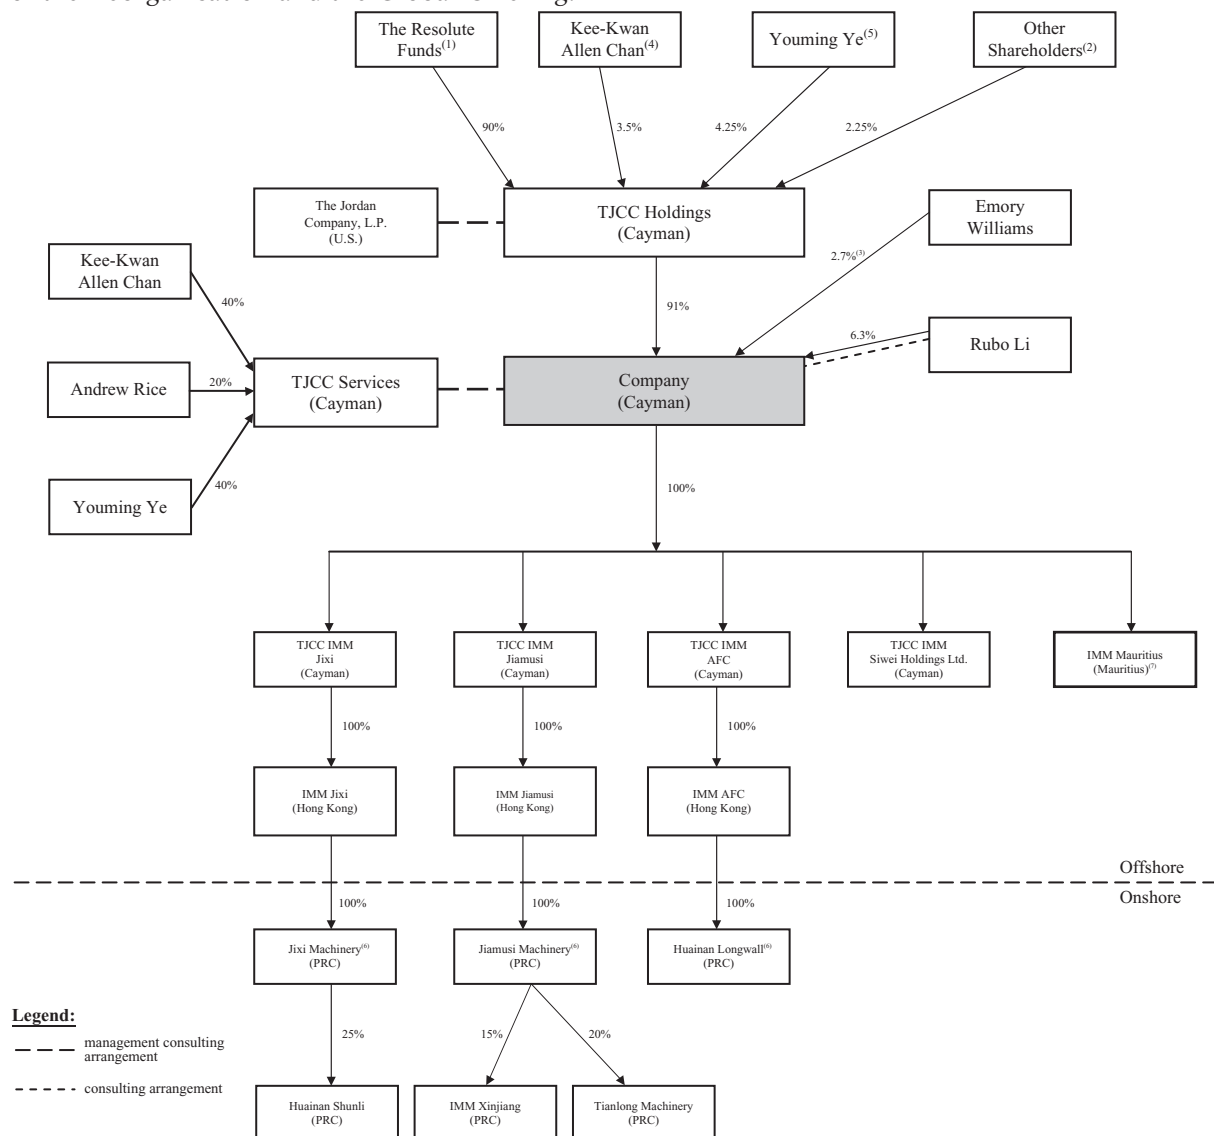 The Resolute
Funds(1)
Kee-Kwan
Allen Chan(4)
Youming Ye(5)
Other
Shareholders(2)
90%
3.5%
4.25%
2.25%
The Jordan
Company, L.P.
(U.S.)
TJCC Holdings
(Cayman)
Emory
Williams
Kee-Kwan
Allen Chan
2.7%(3)
40%
91%
6.3%
Rubo Li
Andrew Rice
20%
TJCC Services
(Cayman)
Company
(Cayman)
Youming Ye
40%
100%
TJCC IMM
Jixi
(Cayman)
TJCC IMM
Jiamusi
(Cayman)
TJCC IMM
AFC
(Cayman)
TJCC IMM
Siwei Holdings Ltd.
(Cayman)
IMM Mauritius
(Mauritius)(7)
100%
100%
100%
IMM Jixi
(Hong Kong)
IMM Jiamusi
(Hong Kong)
IMM AFC
(Hong Kong)
Offshore
Onshore
100%
100%
100%
Jixi Machinery(6)
(PRC)
Jiamusi Machinery(6)
(PRC)
Huainan Longwall(6)
(PRC)
Legend:
management consulting
arrangement
consulting arrangement
25%
15%
20%
Huainan Shunli
(PRC)
IMM Xinjiang
(PRC)
Tianlong Machinery
(PRC)